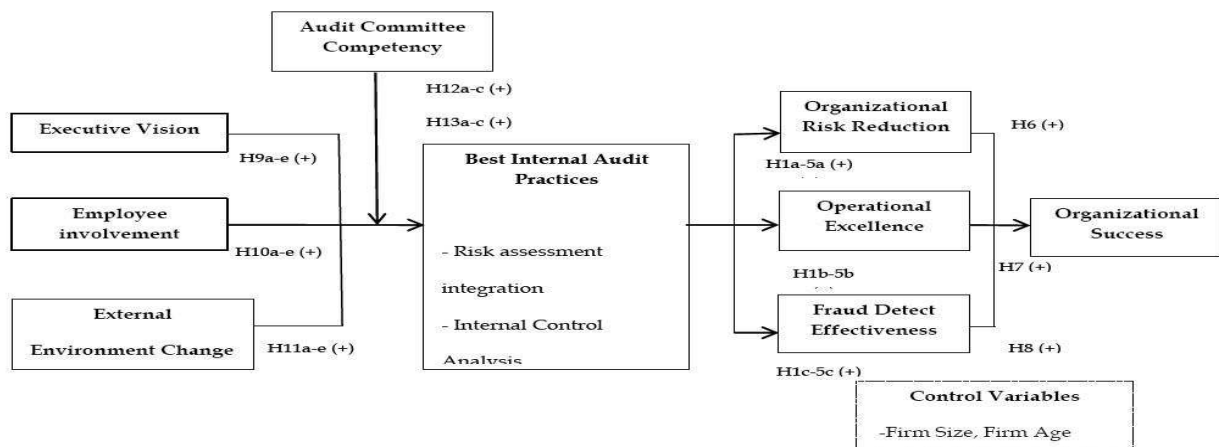 Audit Committee
Competency
H12a-c (+)
H13a-c (+)
Executive Vision
H9a-e (+)
Employee
involvement
H10a-e (+)
External
Environment Change
H11a-e (+)
Best Internal Audit
Practices
- Risk assessment
integration
- Internal Control
Analysis
Organizational
Risk Reduction
H1a-5a (+)
Operational
Excellence
H1b-5b
Fraud Detect
Effectiveness
H1c-5c (+)
H6 (+)
Organizational
Success
H7 (+)
H8 (+)
Control Variables
-Firm Size, Firm Age